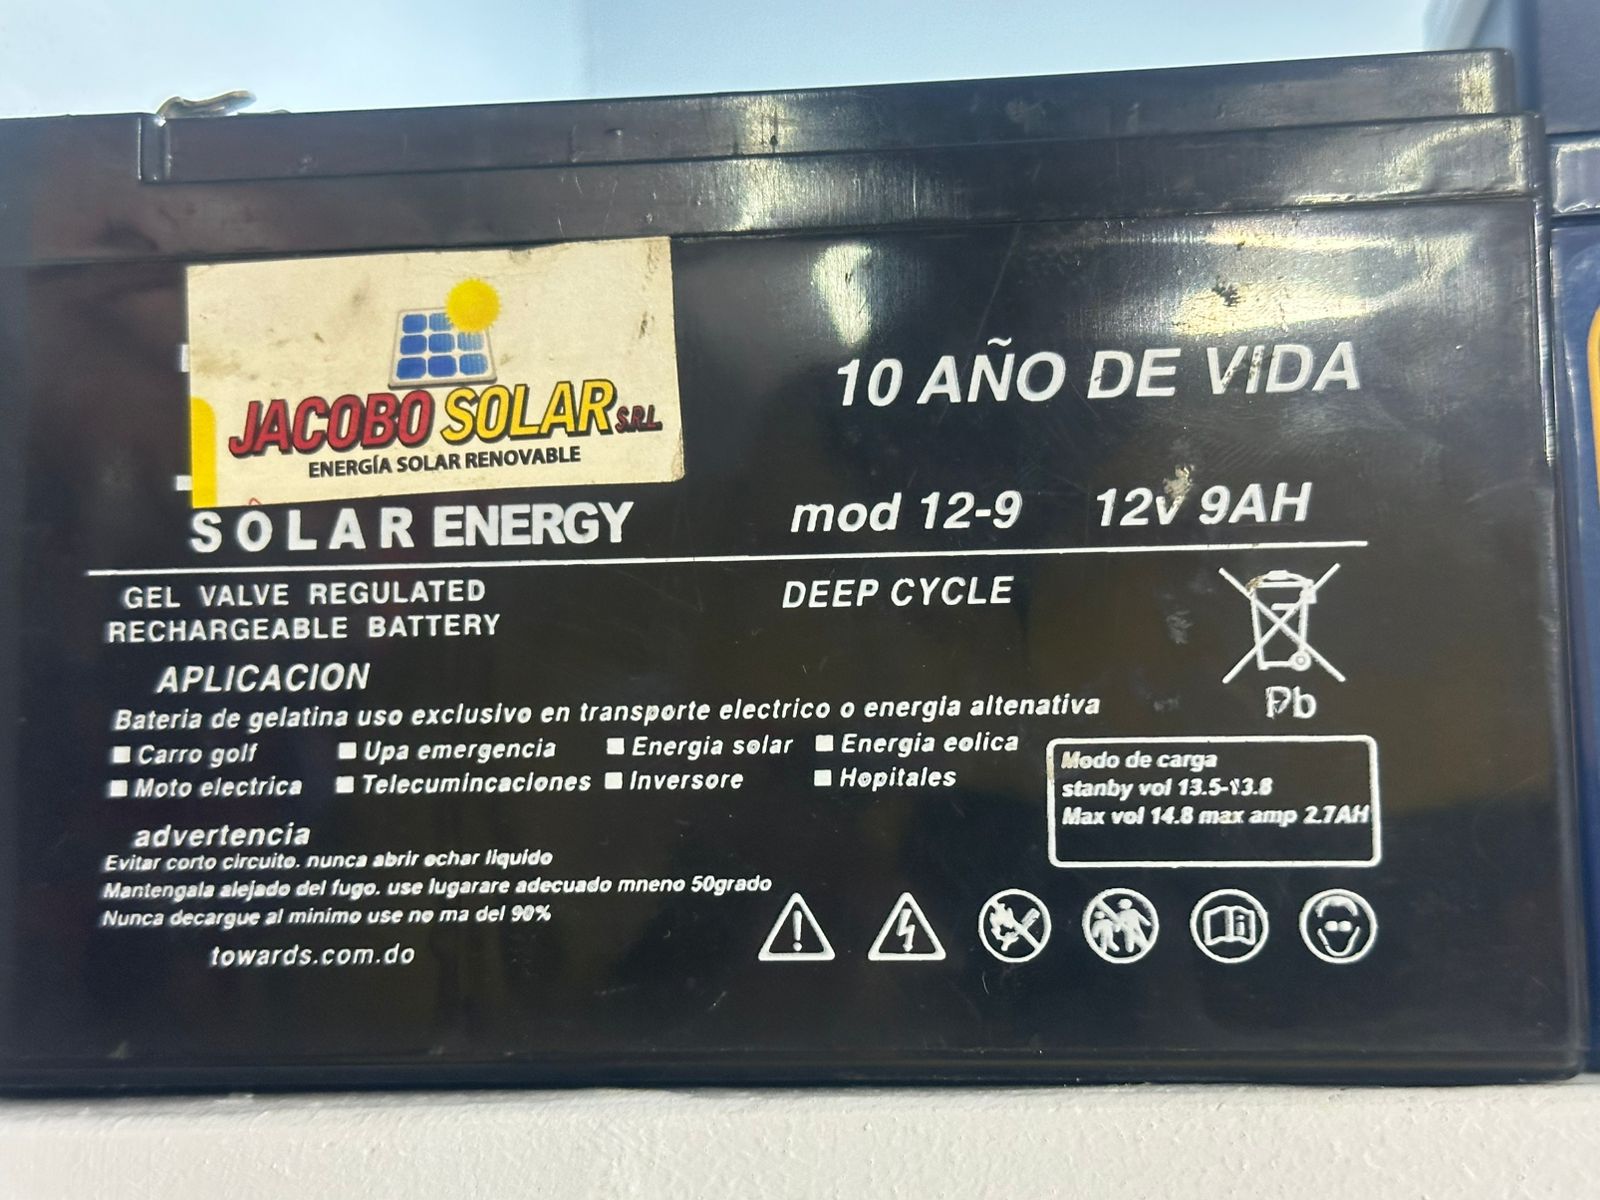 JACOBO SOLAR S.R.L
ENERGÍA SOLAR RENOVABLE
10 AÑO DE VIDA
SOLAR ENERGY
mod 12-9 12v 9AH
GEL VALVE REGULATED
RECHARGEABLE BATTERY
DEEP CYCLE
Pb
APLICACION
Bateria de gelatina uso exclusivo en transporte electrico o energia altenativa
Carro golf Upa emergencia Energia solar Energia eolica
Moto electrica Telecumincaciones Inversore Hopitales
Modo de carga
stanby vol 13.5-13.8
Max vol 14.8 max amp 2.7AH
advertencia
Evitar corto circuito. nunca abrir echar liquido
Mantengala alejado del fugo. use lugarare adecuado mneno 50grado
Nunca decargue al minimo use no ma del 90%
towards.com.do